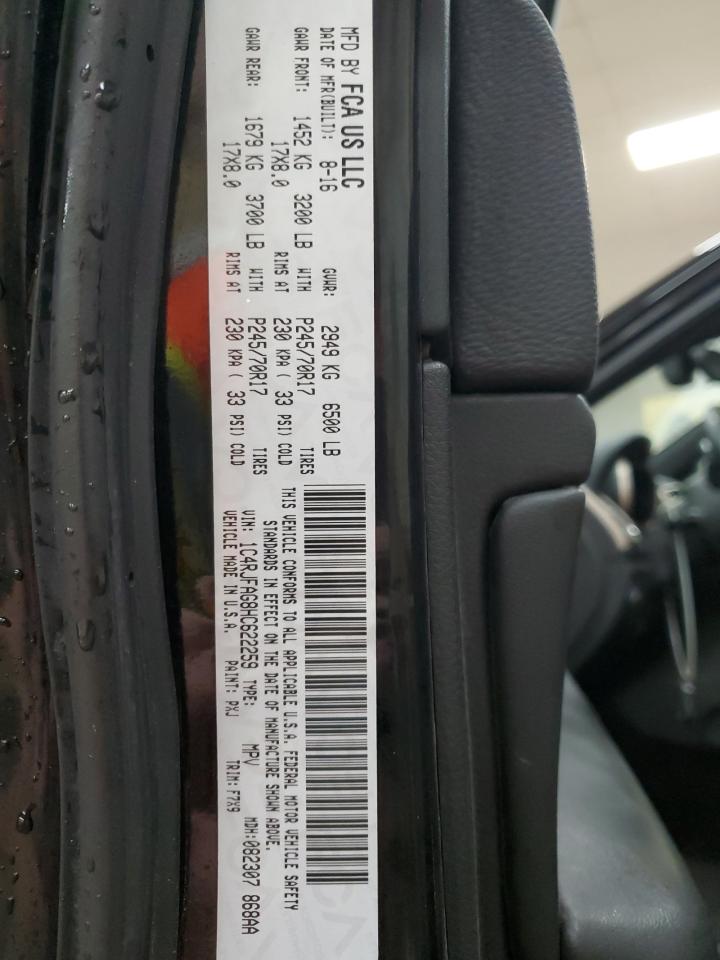 MFD BY FCA US LLC
DATE OF MFR(BUILT): 8-16 GVWR: 2949 KG 6500 LB
GAWR FRONT: 1452 KG 3200 LB WITH P245/70R17 TIRES
17X8.0 RIMS AT 230 KPA ( 33 PSI) COLD
GAWR REAR: 1679 KG 3700 LB WITH P245/70R17 TIRES
17X8.0 RIMS AT 230 KPA ( 33 PSI) COLD
THIS VEHICLE CONFORMS TO ALL APPLICABLE U.S.A. FEDERAL MOTOR VEHICLE SAFETY
STANDARDS IN EFFECT ON THE DATE OF MANUFACTURE SHOWN ABOVE.
VIN: 1C4RJFAG8HC622259 TYPE: MPV MDH:082307 868AA
VEHICLE MADE IN U.S.A. PAINT: PXJ TRIM: F7X9